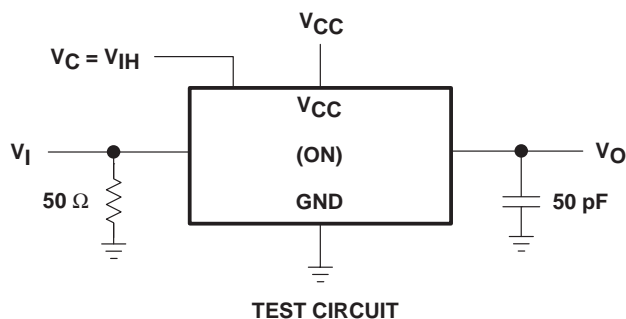 VCC
VC = VIH
VCC
VI
(ON)
VO
50 Ω
GND
50 pF
TEST CIRCUIT